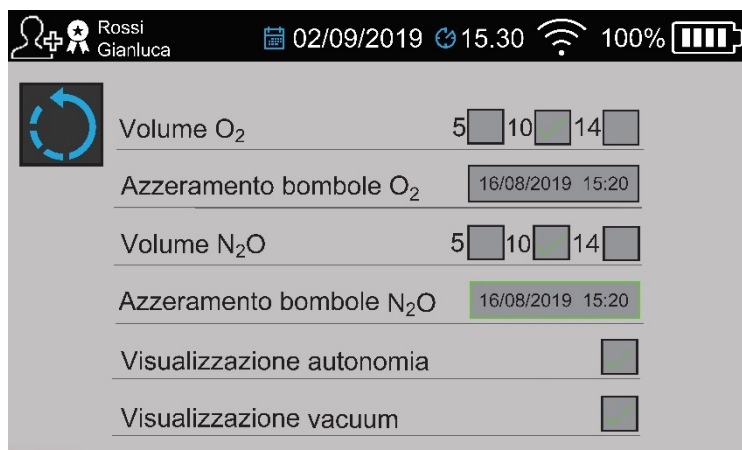 Rossi
Gianluca
02/09/2019 15.30 100%
Volume O₂ 5 10 14
Azzeramento bombole O₂ 16/08/2019 15:20
Volume N₂O 5 10 14
Azzeramento bombole N₂O 16/08/2019 15:20
Visualizzazione autonomia
Visualizzazione vacuum